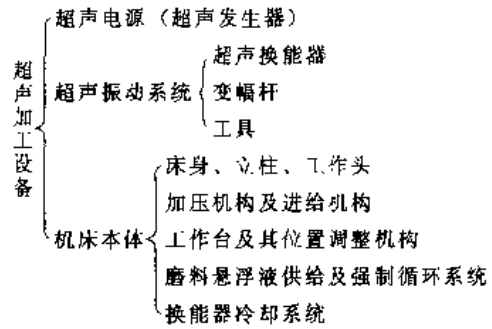 超声加工设备
超声电源（超声发生器）
超声振动系统
超声换能器
变幅杆
工具
机床本体
床身、立柱、工作头
加压机构及进给机构
工作台及其位置调整机构
磨料悬浮液供给及强制循环系统
换能器冷却系统